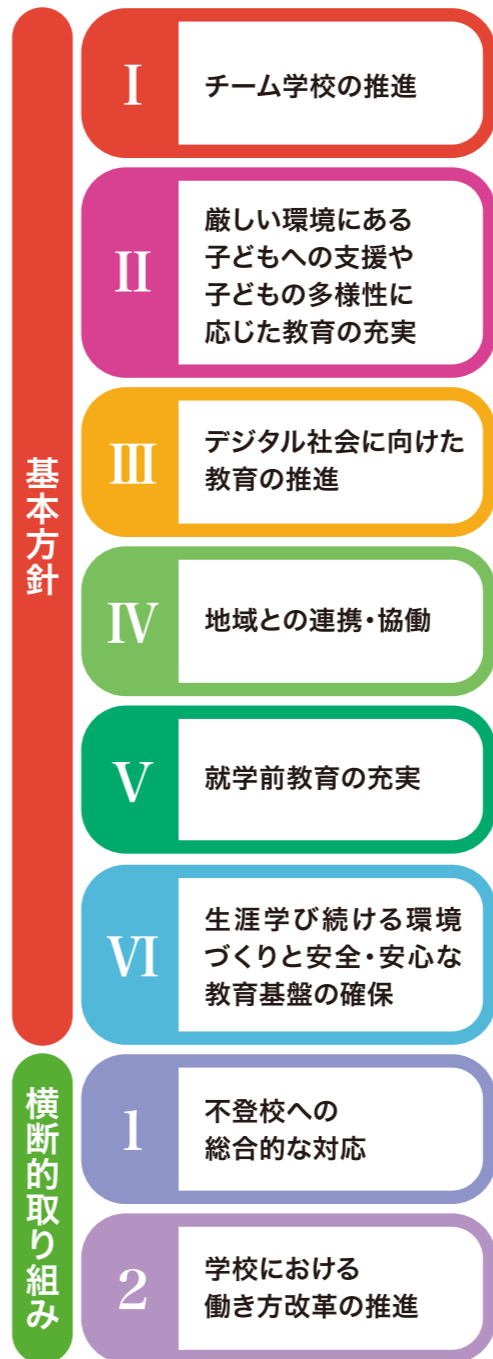 基本方針
I
チーム学校の推進
II
厳しい環境にある
子どもへの支援や
子どもの多様性に
応じた教育の充実
III
デジタル社会に向けた
教育の推進
IV
地域との連携・協働
V
就学前教育の充実
VI
生涯学び続ける環境
づくりと安全・安心な
教育基盤の確保
横断的取り組み
1
不登校への
総合的な対応
2
学校における
働き方改革の推進